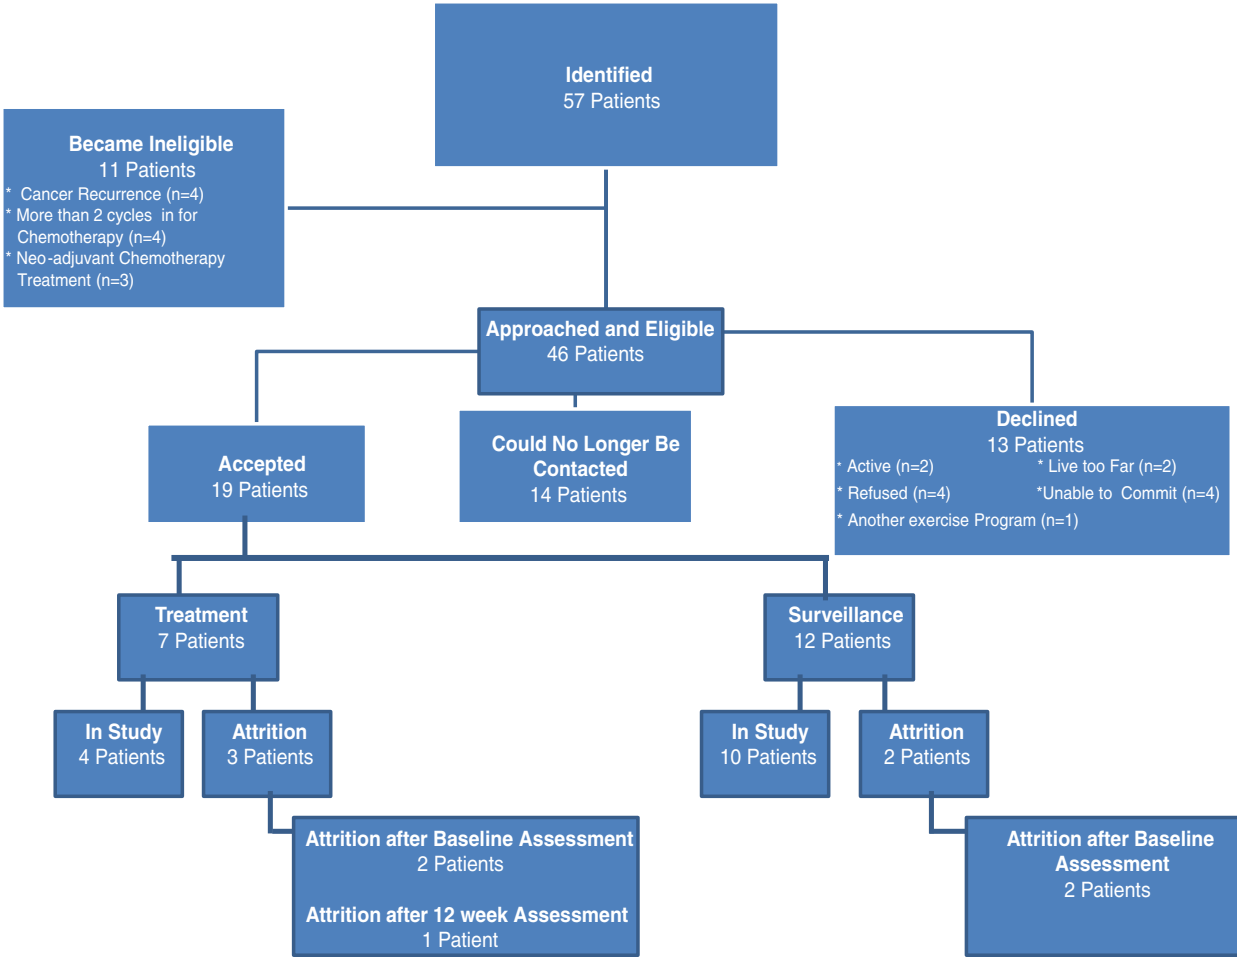 Identified
57 Patients
Became Ineligible
11 Patients
* Cancer Recurrence (n=4)
* More than 2 cycles in for
Chemotherapy (n=4)
* Neo-adjuvant Chemotherapy
Treatment (n=3)
Approached and Eligible
46 Patients
Accepted
19 Patients
Could No Longer Be
Contacted
14 Patients
Declined
13 Patients
* Active (n=2)
* Live too Far (n=2)
* Refused (n=4)
*Unable to Commit (n=4)
* Another exercise Program (n=1)
Treatment
7 Patients
Surveillance
12 Patients
In Study
4 Patients
Attrition
3 Patients
In Study
10 Patients
Attrition
2 Patients
Attrition after Baseline Assessment
2 Patients
Attrition after 12 week Assessment
1 Patient
Attrition after Baseline
Assessment
2 Patients